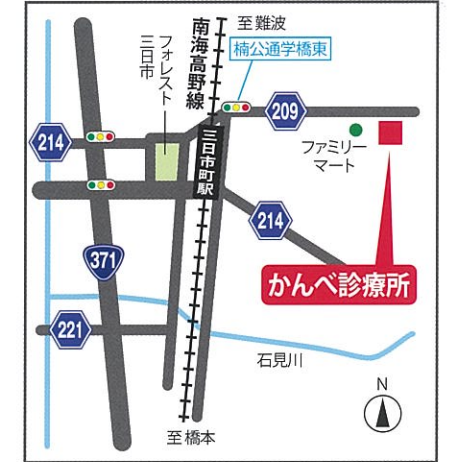 至難波
楠公通学橋東
南海高野線
フォレスト
三日市
209
214
三日市町駅
ファミリー
マート
214
371
かんべ診療所
221
石見川
至橋本
N